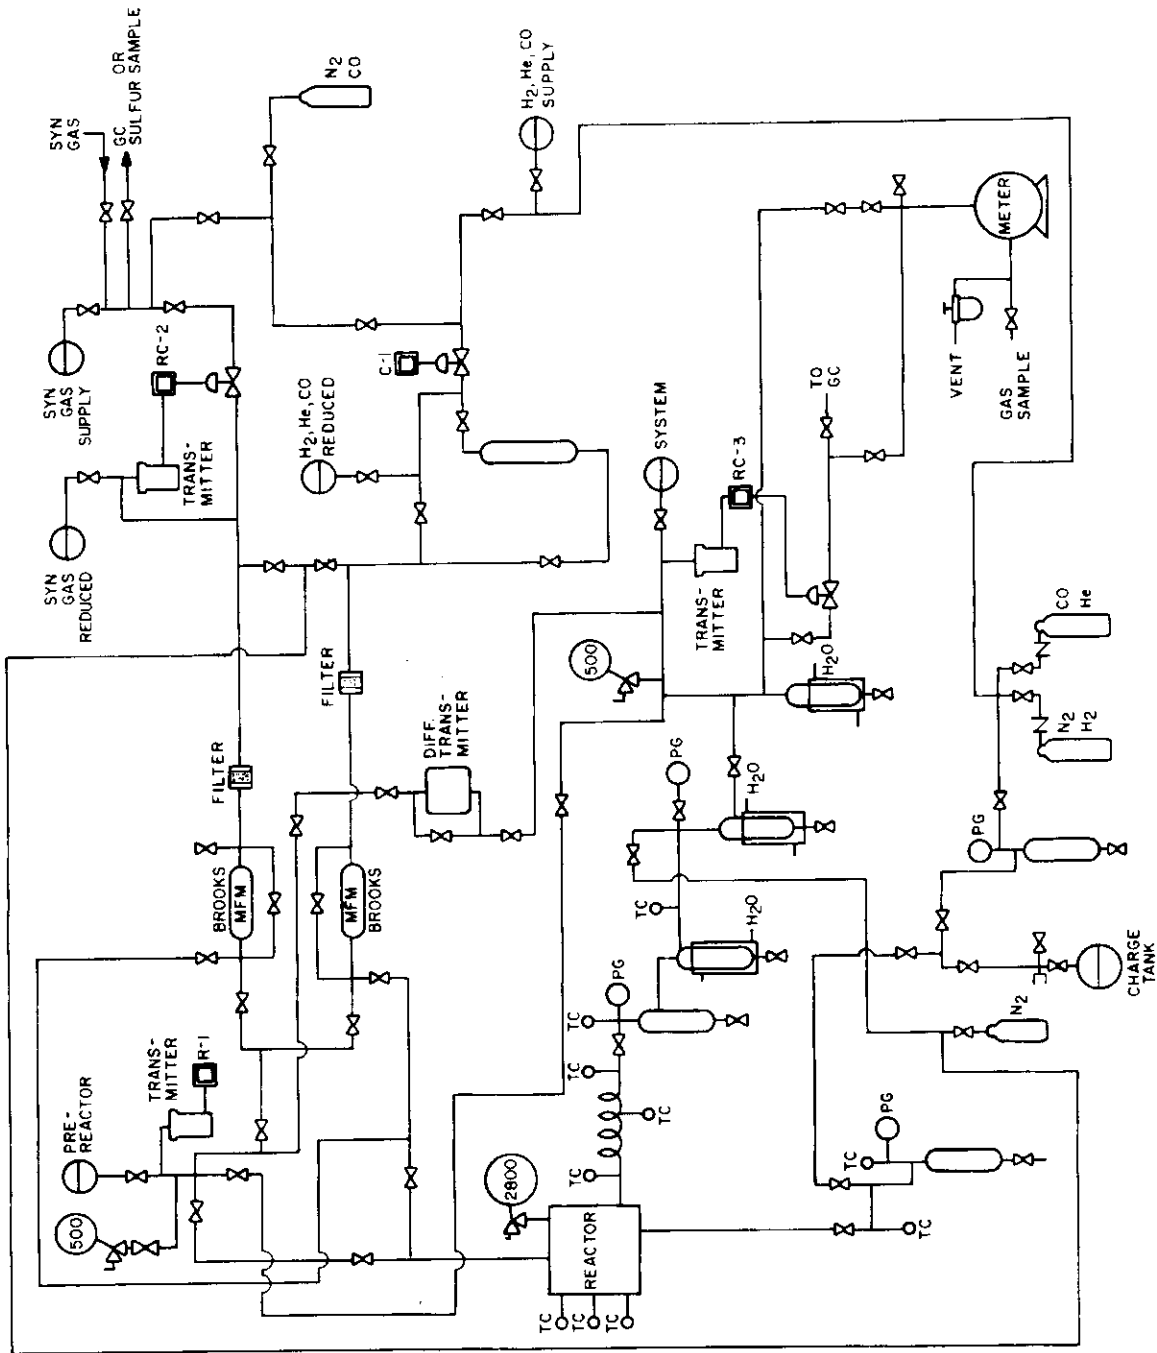 SYN
GAS
GC OR
SULFUR SAMPLE
N2
CO
H2, He, CO
SUPPLY
SYN
GAS
SUPPLY
RC-2
TRANS-
MITTER
SYN
GAS
REDUCED
C-1
H2, He, CO
REDUCED
METER
VENT
GAS
SAMPLE
TO
GC
SYSTEM
RC-3
TRANS-
MITTER
FILTER
FILTER
500
DIFF.
TRANS-
MITTER
H2O
CO
He
N2
H2
PG
H2O
PG
BROOKS
MFM
MFM
BROOKS
TC
H2O
PG
TC
TC
TC
TC
CHARGE
TANK
N2
TRANS-
MITTER
R-1
PRE-
REACTOR
500
2800
REACTOR
TC
TC
TC
PG
TC
TC